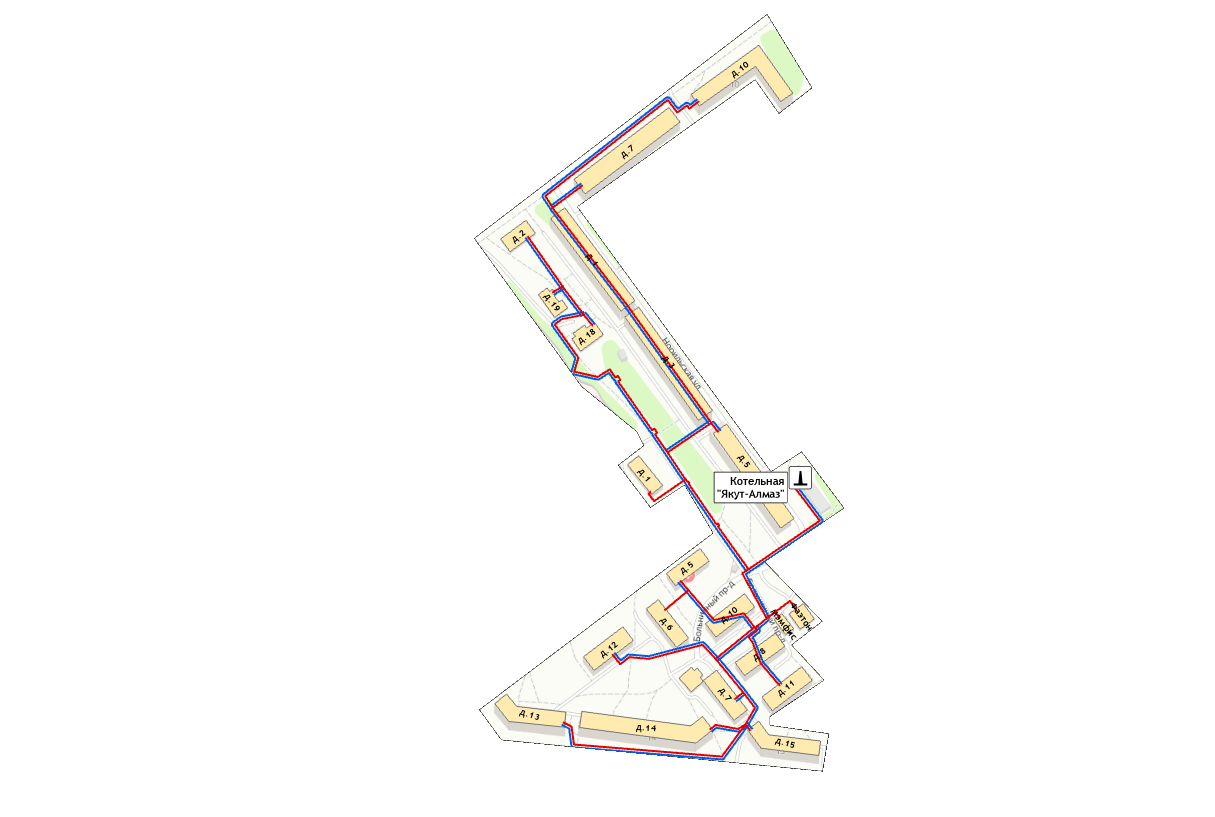 Д. 10
Д. 7
Д. 2
Д. 19
Д. 18
Норильская ул.
Д. 5
Д. 1
Котельная
"Якут-Алмаз"
Д. 5
Д. 10
Д. 6
Д. 12
Фаэтон
Д. 8
Д. 7
Д. 11
Д. 13
Д. 14
Д. 15